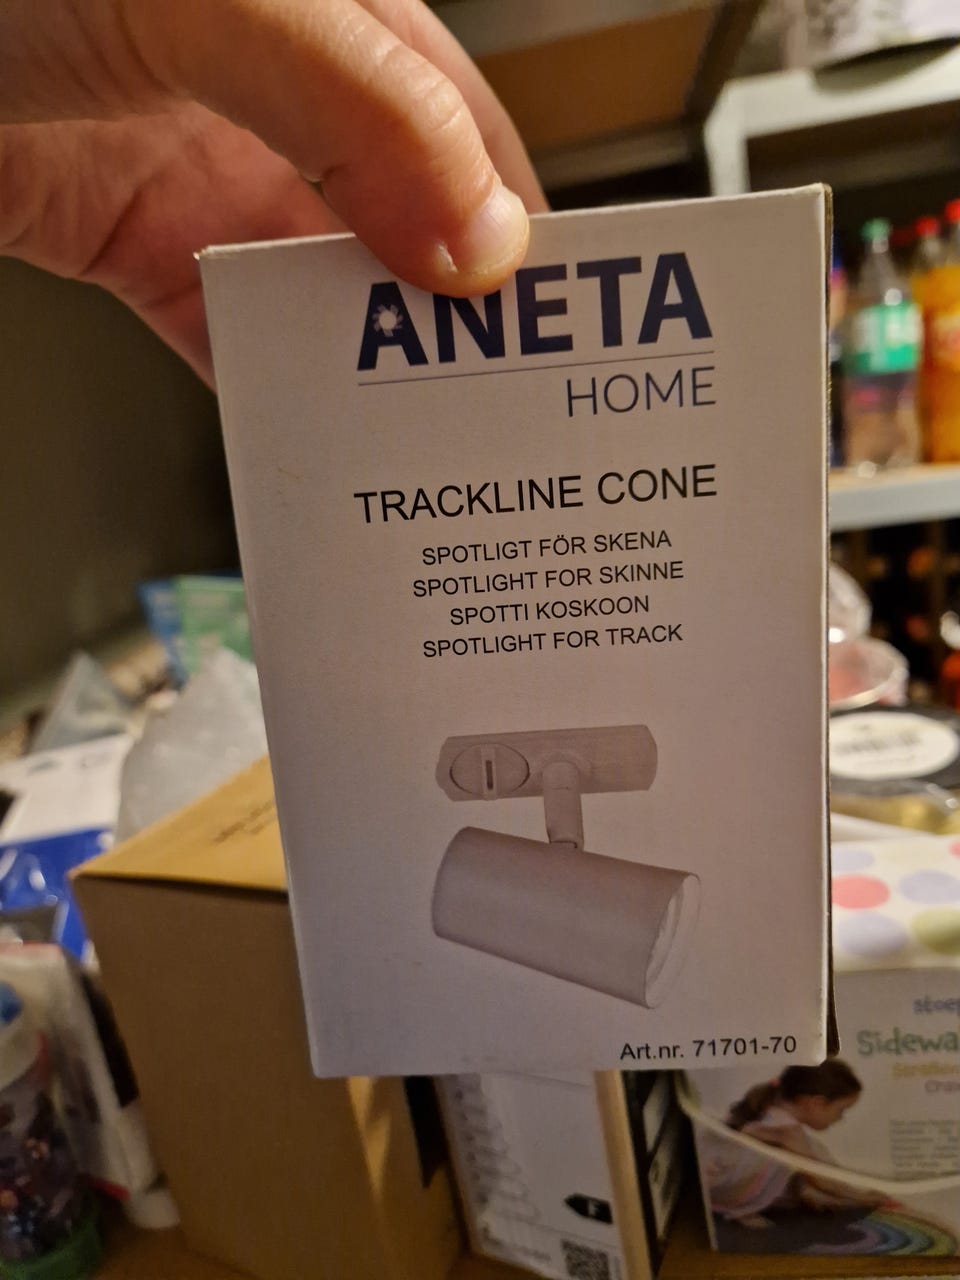 ANETA
HOME
TRACKLINE CONE
SPOTLIGT FÖR SKENA
SPOTLIGHT FOR SKINNE
SPOTTI KOSKOON
SPOTLIGHT FOR TRACK
Art.nr. 71701-70
Sidewa
F